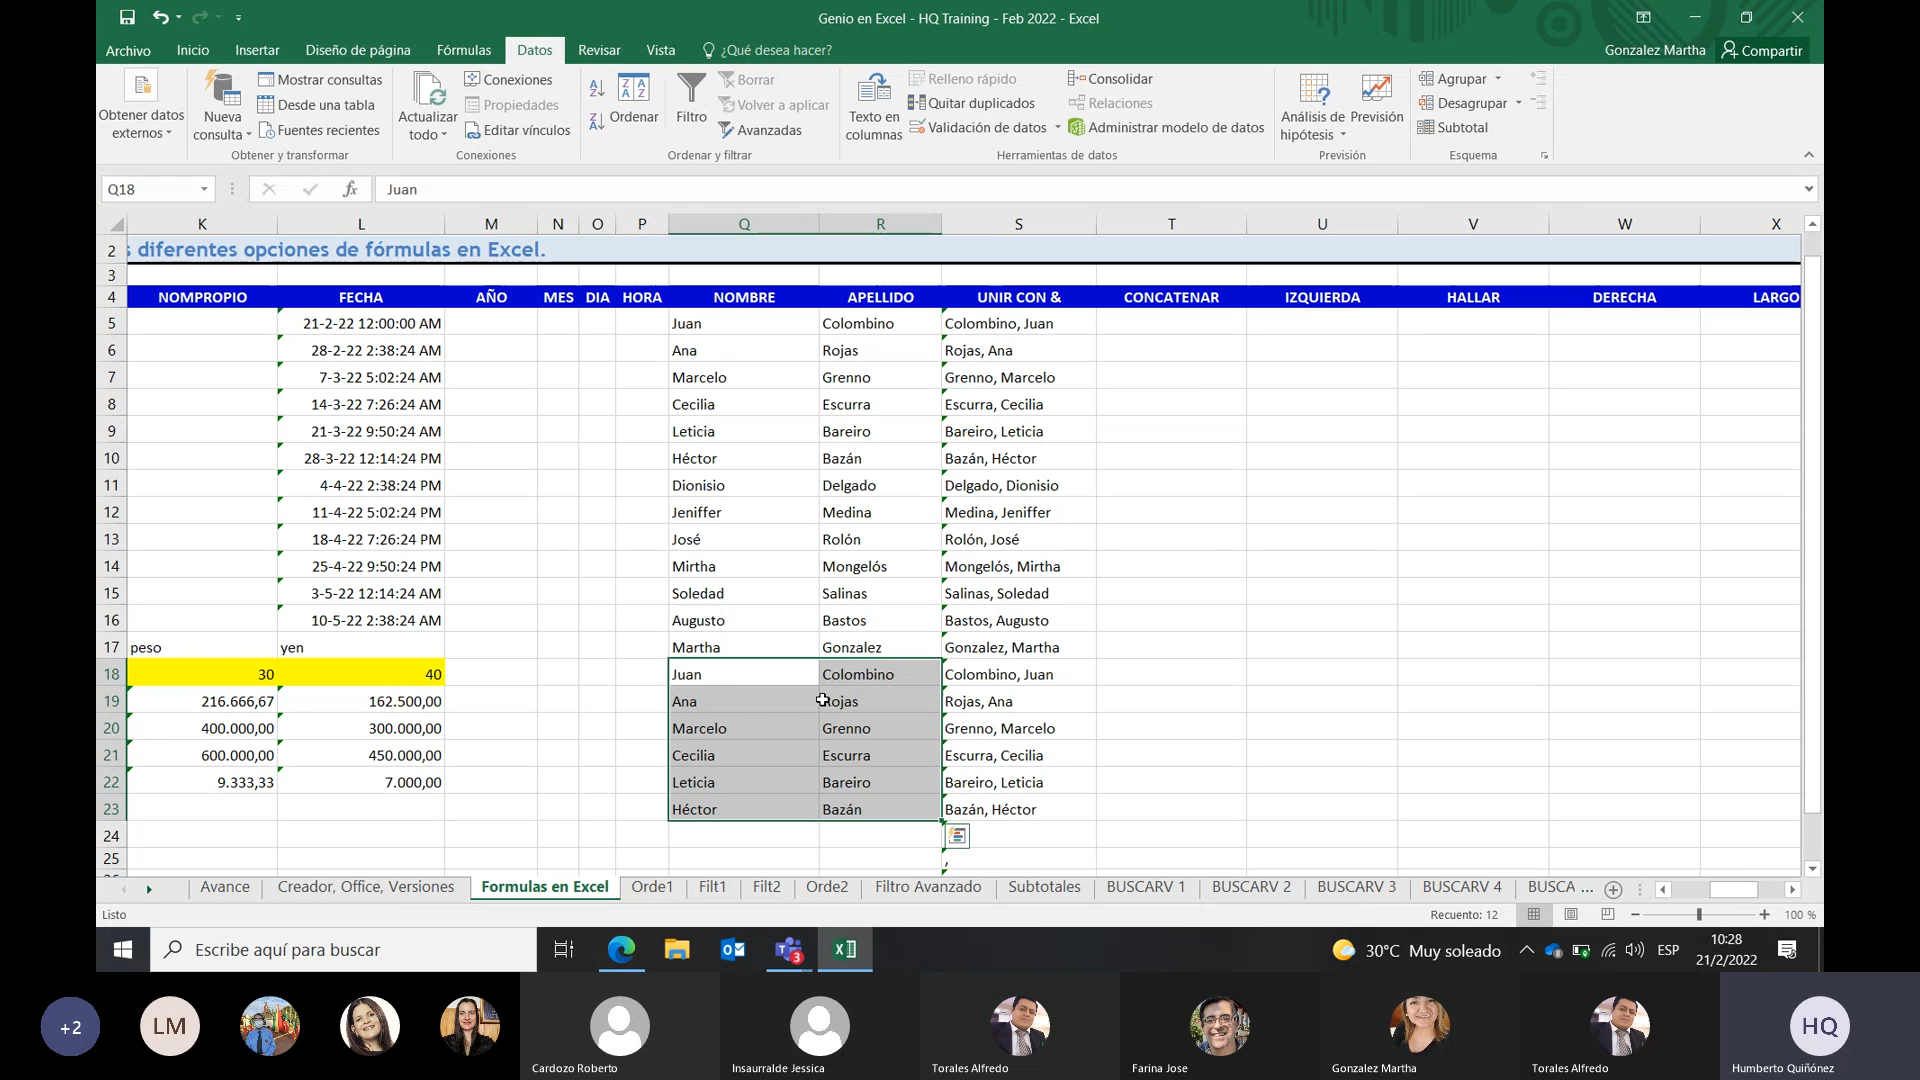 Genio en Excel - HQ Training - Feb 2022 - Excel
Archivo Inicio Insertar Diseño de página Fórmulas Datos Revisar Vista ¿Qué desea hacer? Gonzalez Martha Compartir
Obtener datos externos
Nueva consulta
Mostrar consultas
Desde una tabla
Fuentes recientes
Obtener y transformar
Actualizar todo
Conexiones
Propiedades
Editar vínculos
Conexiones
Ordenar
Filtro
Borrar
Volver a aplicar
Avanzadas
Ordenar y filtrar
Texto en columnas
Relleno rápido
Quitar duplicados
Validación de datos
Consolidar
Relaciones
Administrar modelo de datos
Herramientas de datos
Análisis de hipótesis
Previsión
Previsión
Agrupar
Desagrupar
Subtotal
Esquema
Q18 fx Juan
K L M N O P Q R S T U V W X
2 s diferentes opciones de fórmulas en Excel.
3
4 NOMPROPIO FECHA AÑO MES DIA HORA NOMBRE APELLIDO UNIR CON & CONCATENAR IZQUIERDA HALLAR DERECHA LARGO
5 21-2-22 12:00:00 AM Juan Colombino Colombino, Juan
6 28-2-22 2:38:24 AM Ana Rojas Rojas, Ana
7 7-3-22 5:02:24 AM Marcelo Grenno Grenno, Marcelo
8 14-3-22 7:26:24 AM Cecilia Escurra Escurra, Cecilia
9 21-3-22 9:50:24 AM Leticia Bareiro Bareiro, Leticia
10 28-3-22 12:14:24 PM Héctor Bazán Bazán, Héctor
11 4-4-22 2:38:24 PM Dionisio Delgado Delgado, Dionisio
12 11-4-22 5:02:24 PM Jeniffer Medina Medina, Jeniffer
13 18-4-22 7:26:24 PM José Rolón Rolón, José
14 25-4-22 9:50:24 PM Mirtha Mongelós Mongelós, Mirtha
15 3-5-22 12:14:24 AM Soledad Salinas Salinas, Soledad
16 10-5-22 2:38:24 AM Augusto Bastos Bastos, Augusto
17 peso yen Martha Gonzalez Gonzalez, Martha
18 30 40 Juan Colombino Colombino, Juan
19 216.666,67 162.500,00 Ana Rojas Rojas, Ana
20 400.000,00 300.000,00 Marcelo Grenno Grenno, Marcelo
21 600.000,00 450.000,00 Cecilia Escurra Escurra, Cecilia
22 9.333,33 7.000,00 Leticia Bareiro Bareiro, Leticia
23 Héctor Bazán Bazán, Héctor
24
25 ,
Avance Creador, Office, Versiones Formulas en Excel Orde1 Filt1 Filt2 Orde2 Filtro Avanzado Subtotales BUSCARV 1 BUSCARV 2 BUSCARV 3 BUSCARV 4 BUSCA ...
Listo Recuento: 12 100 %
Escribe aquí para buscar 3 30°C Muy soleado ESP 10:28
21/2/2022
+2 LM HQ
Cardozo Roberto Insaurralde Jessica Torales Alfredo Farina Jose Gonzalez Martha Torales Alfredo Humberto Quiñónez